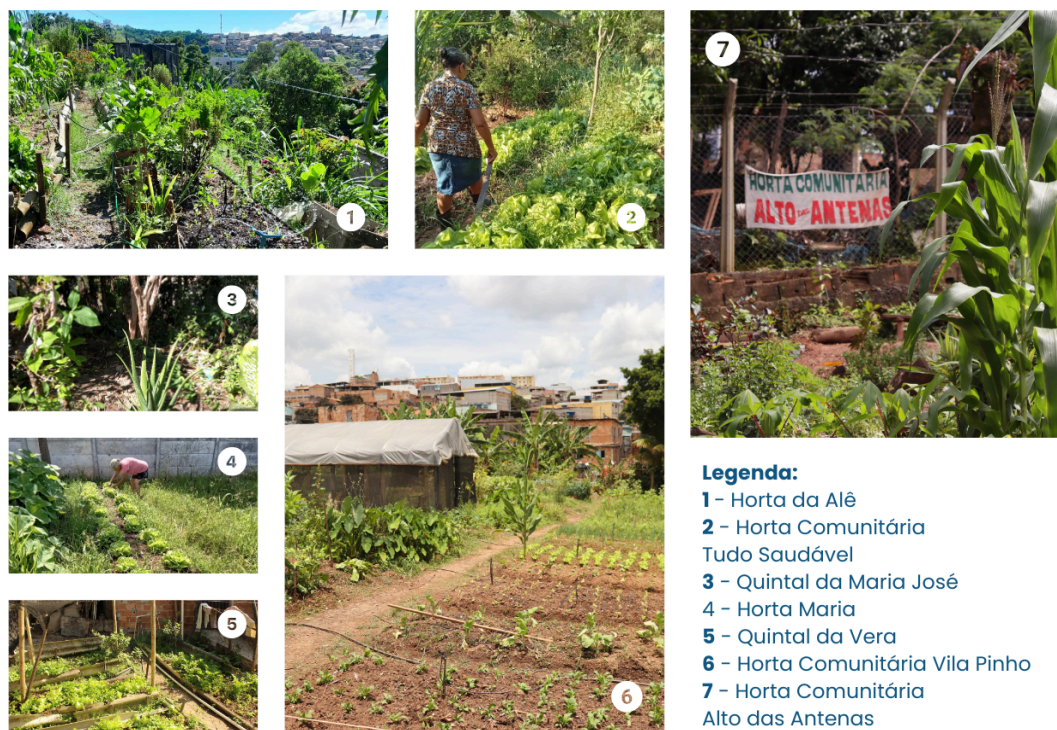 1
2
7
HORTA COMUNITÁRIA
ALTO DAS ANTENAS
3
4
5
6
Legenda:
1 - Horta da Alê
2 - Horta Comunitária
Tudo Saudável
3 - Quintal da Maria José
4 - Horta Maria
5 - Quintal da Vera
6 - Horta Comunitária Vila Pinho
7 - Horta Comunitária
Alto das Antenas